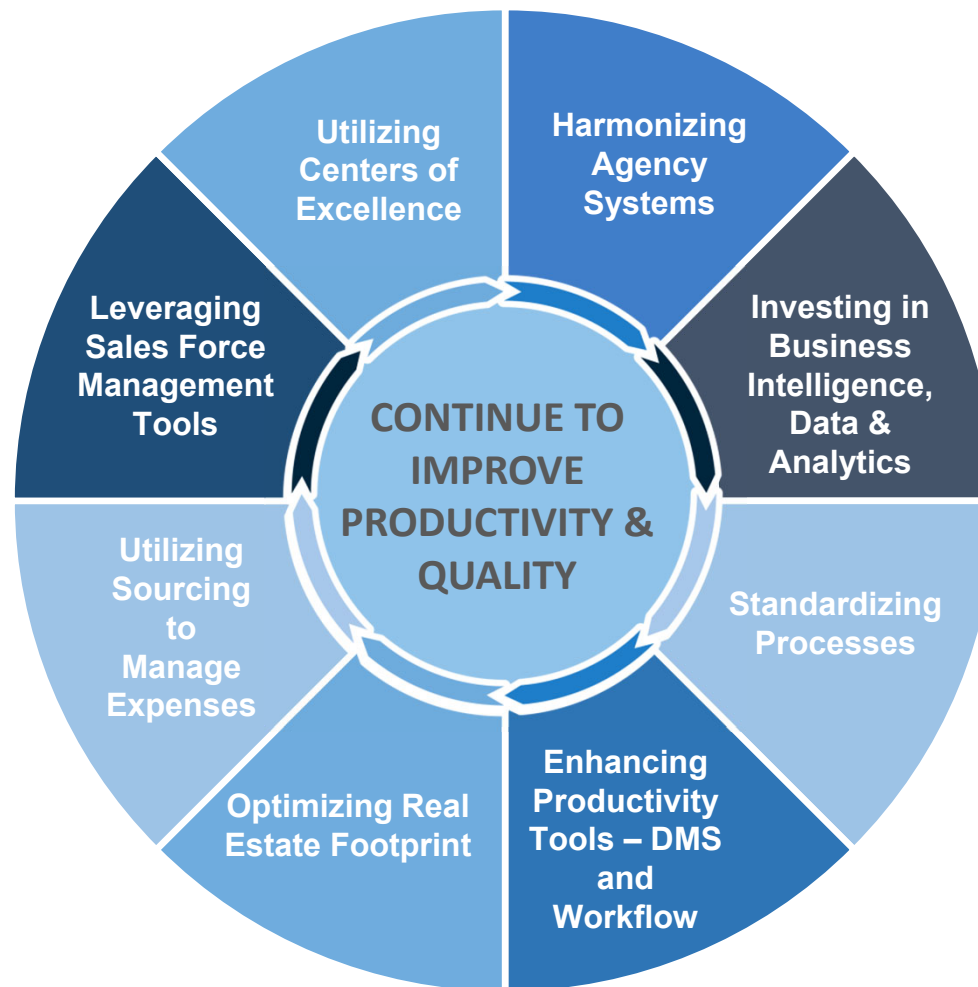 Utilizing
Centers of
Excellence
Harmonizing
Agency
Systems
Investing in
Business
Intelligence,
Data &
Analytics
Standardizing
Processes
Enhancing
Productivity
Tools – DMS
and
Workflow
Optimizing Real
Estate Footprint
Utilizing
Sourcing
to
Manage
Expenses
Leveraging
Sales Force
Management
Tools
CONTINUE TO
IMPROVE
PRODUCTIVITY &
QUALITY